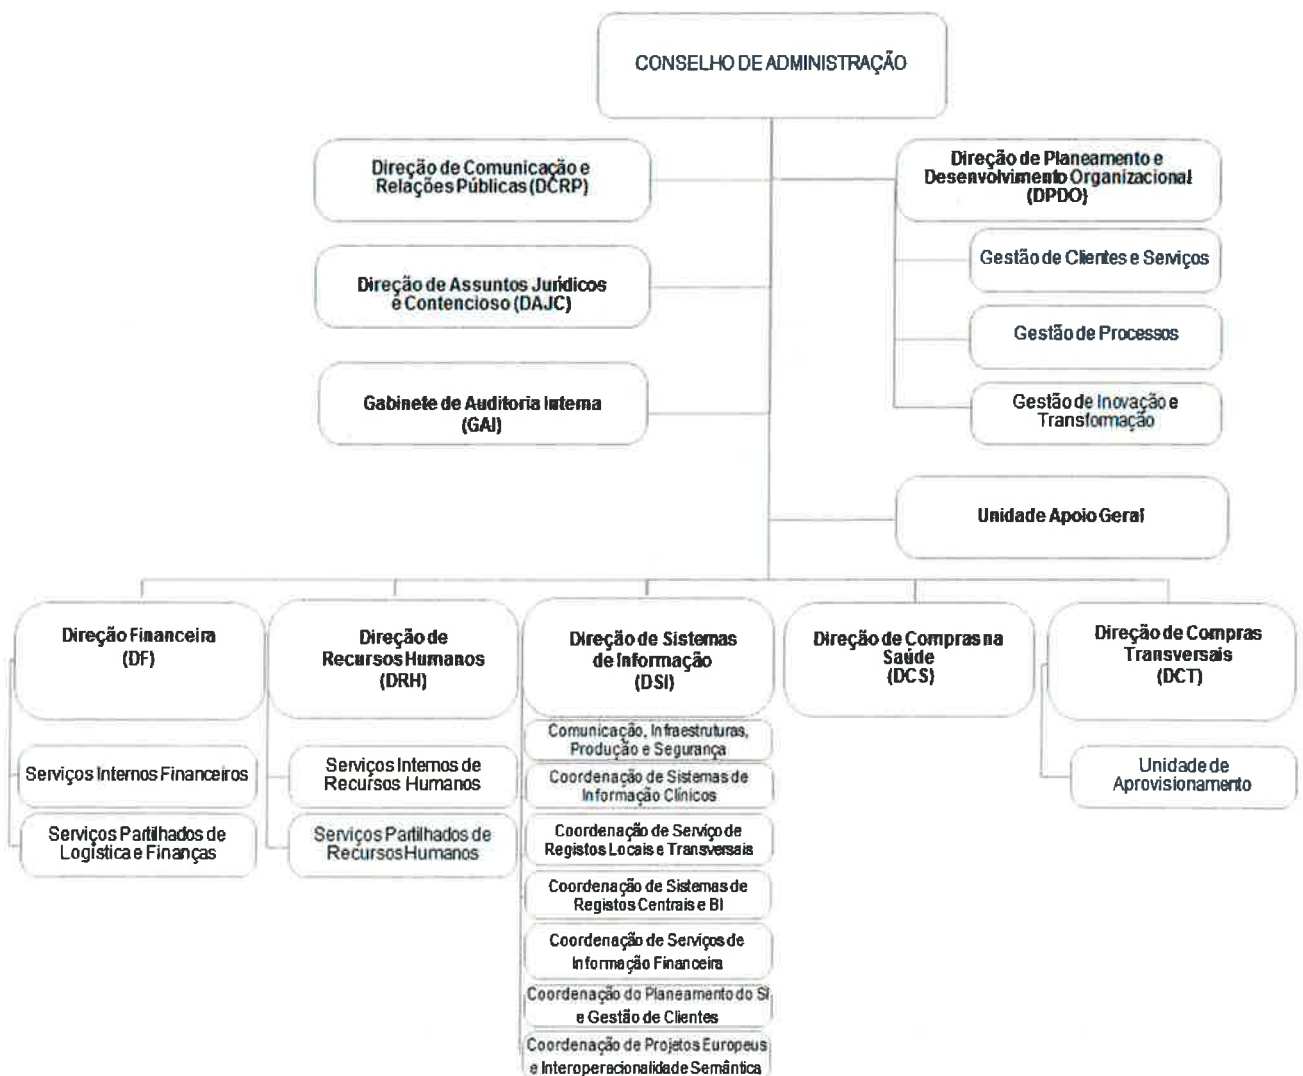 CONSELHO DE ADMINISTRAÇÃO
Direção de Comunicação e
Relações Públicas (DCRP)
Direção de Planeamento e
Desenvolvimento Organizacional
(DPDO)
Gestão de Clientes e Serviços
Direção de Assuntos Jurídicos
e Contencioso (DAJC)
Gestão de Processos
Gabinete de Auditoria Interna
(GAI)
Gestão de Inovação e
Transformação
Unidade Apoio Geral
Direção Financeira
(DF)
Serviços Internos Financeiros
Serviços Partilhados de
Logística e Finanças
Direção de
Recursos Humanos
(DRH)
Serviços Internos de
Recursos Humanos
Serviços Partilhados de
Recursos Humanos
Direção de Sistemas
de Informação
(DSI)
Comunicação, Infraestruturas,
Produção e Segurança
Coordenação de Sistemas de
Informação Clínicos
Coordenação de Serviço de
Registos Locais e Transversais
Coordenação de Sistemas de
Registos Centrais e BI
Coordenação de Serviços de
Informação Financeira
Coordenação do Planeamento do SI
e Gestão de Clientes
Coordenação de Projetos Europeus
e Interoperacionalidade Semântica
Direção de Compras na
Saúde
(DCS)
Direção de Compras
Transversais
(DCT)
Unidade de
Aprovisionamento